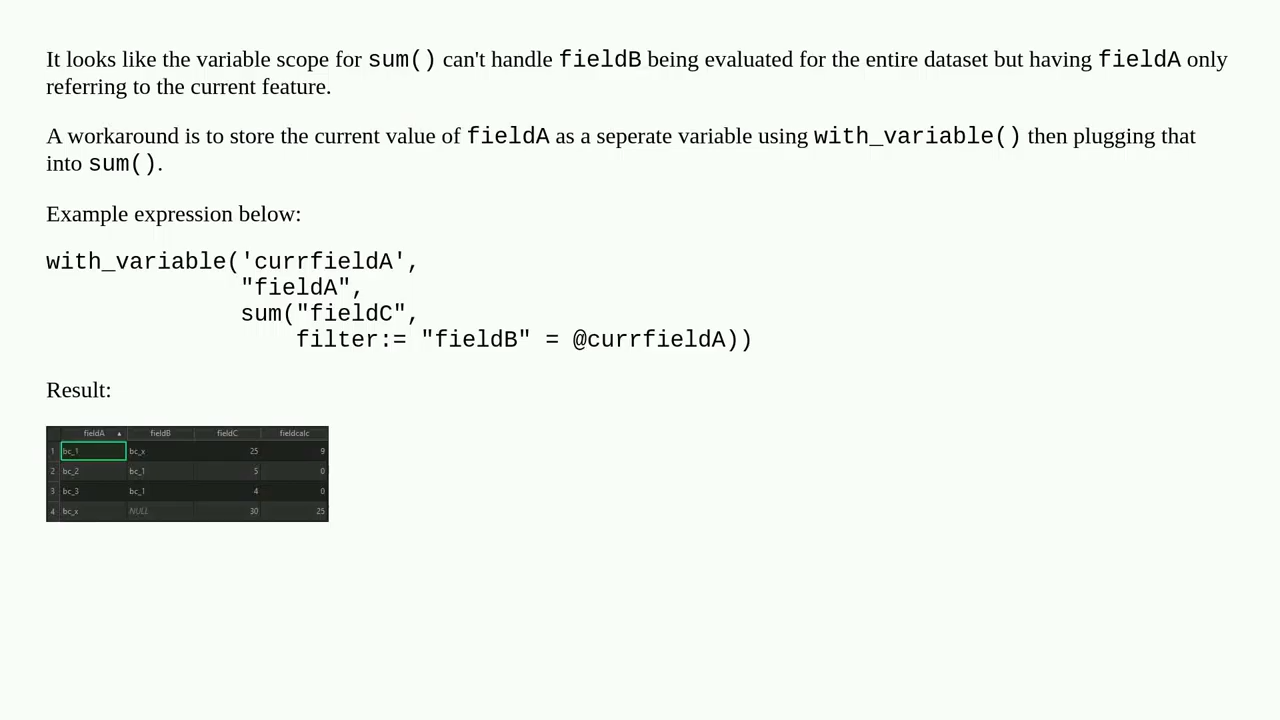 It looks like the variable scope for sum() can't handle fieldB being evaluated for the entire dataset but having fieldA only
referring to the current feature.
A workaround is to store the current value of fieldA as a seperate variable using with_variable() then plugging that
into sum().
Example expression below:
with_variable('currfieldA',
"fieldA",
sum("fieldC",
filter:= "fieldB" = @currfieldA))
Result:
fieldA ▲ fieldB fieldC fieldcalc
1 bc_1 bc_x 25 9
2 bc_2 bc_1 5 0
3 bc_3 bc_1 4 0
4 bc_x NULL 30 25